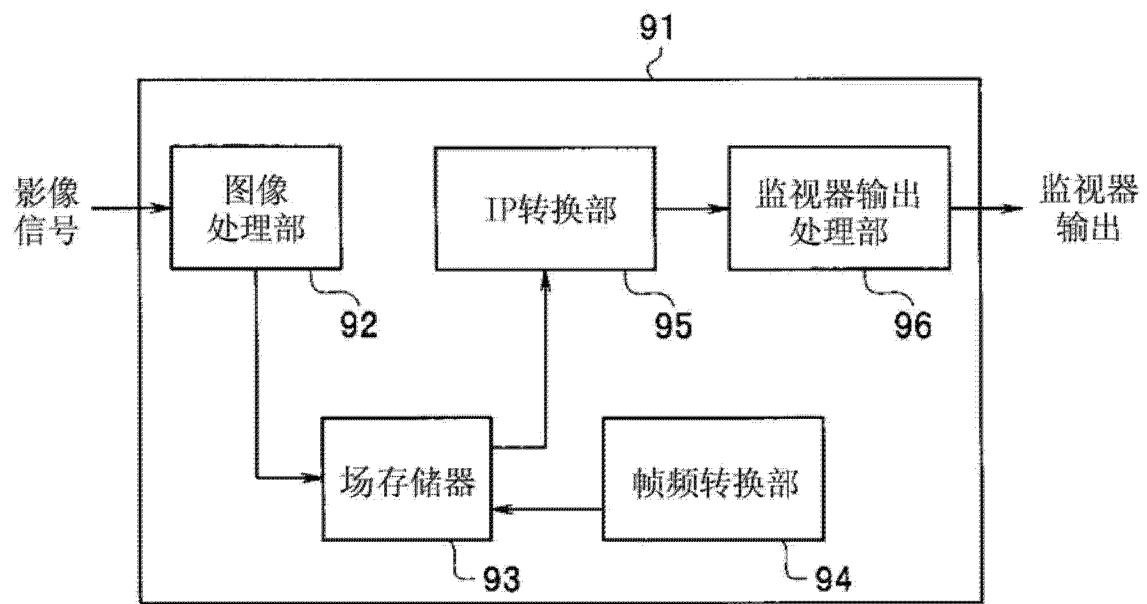 91
影像
信号
图像
处理部
92
IP转换部
95
监视器输出
处理部
96
监视器
输出
场存储器
93
帧频转换部
94